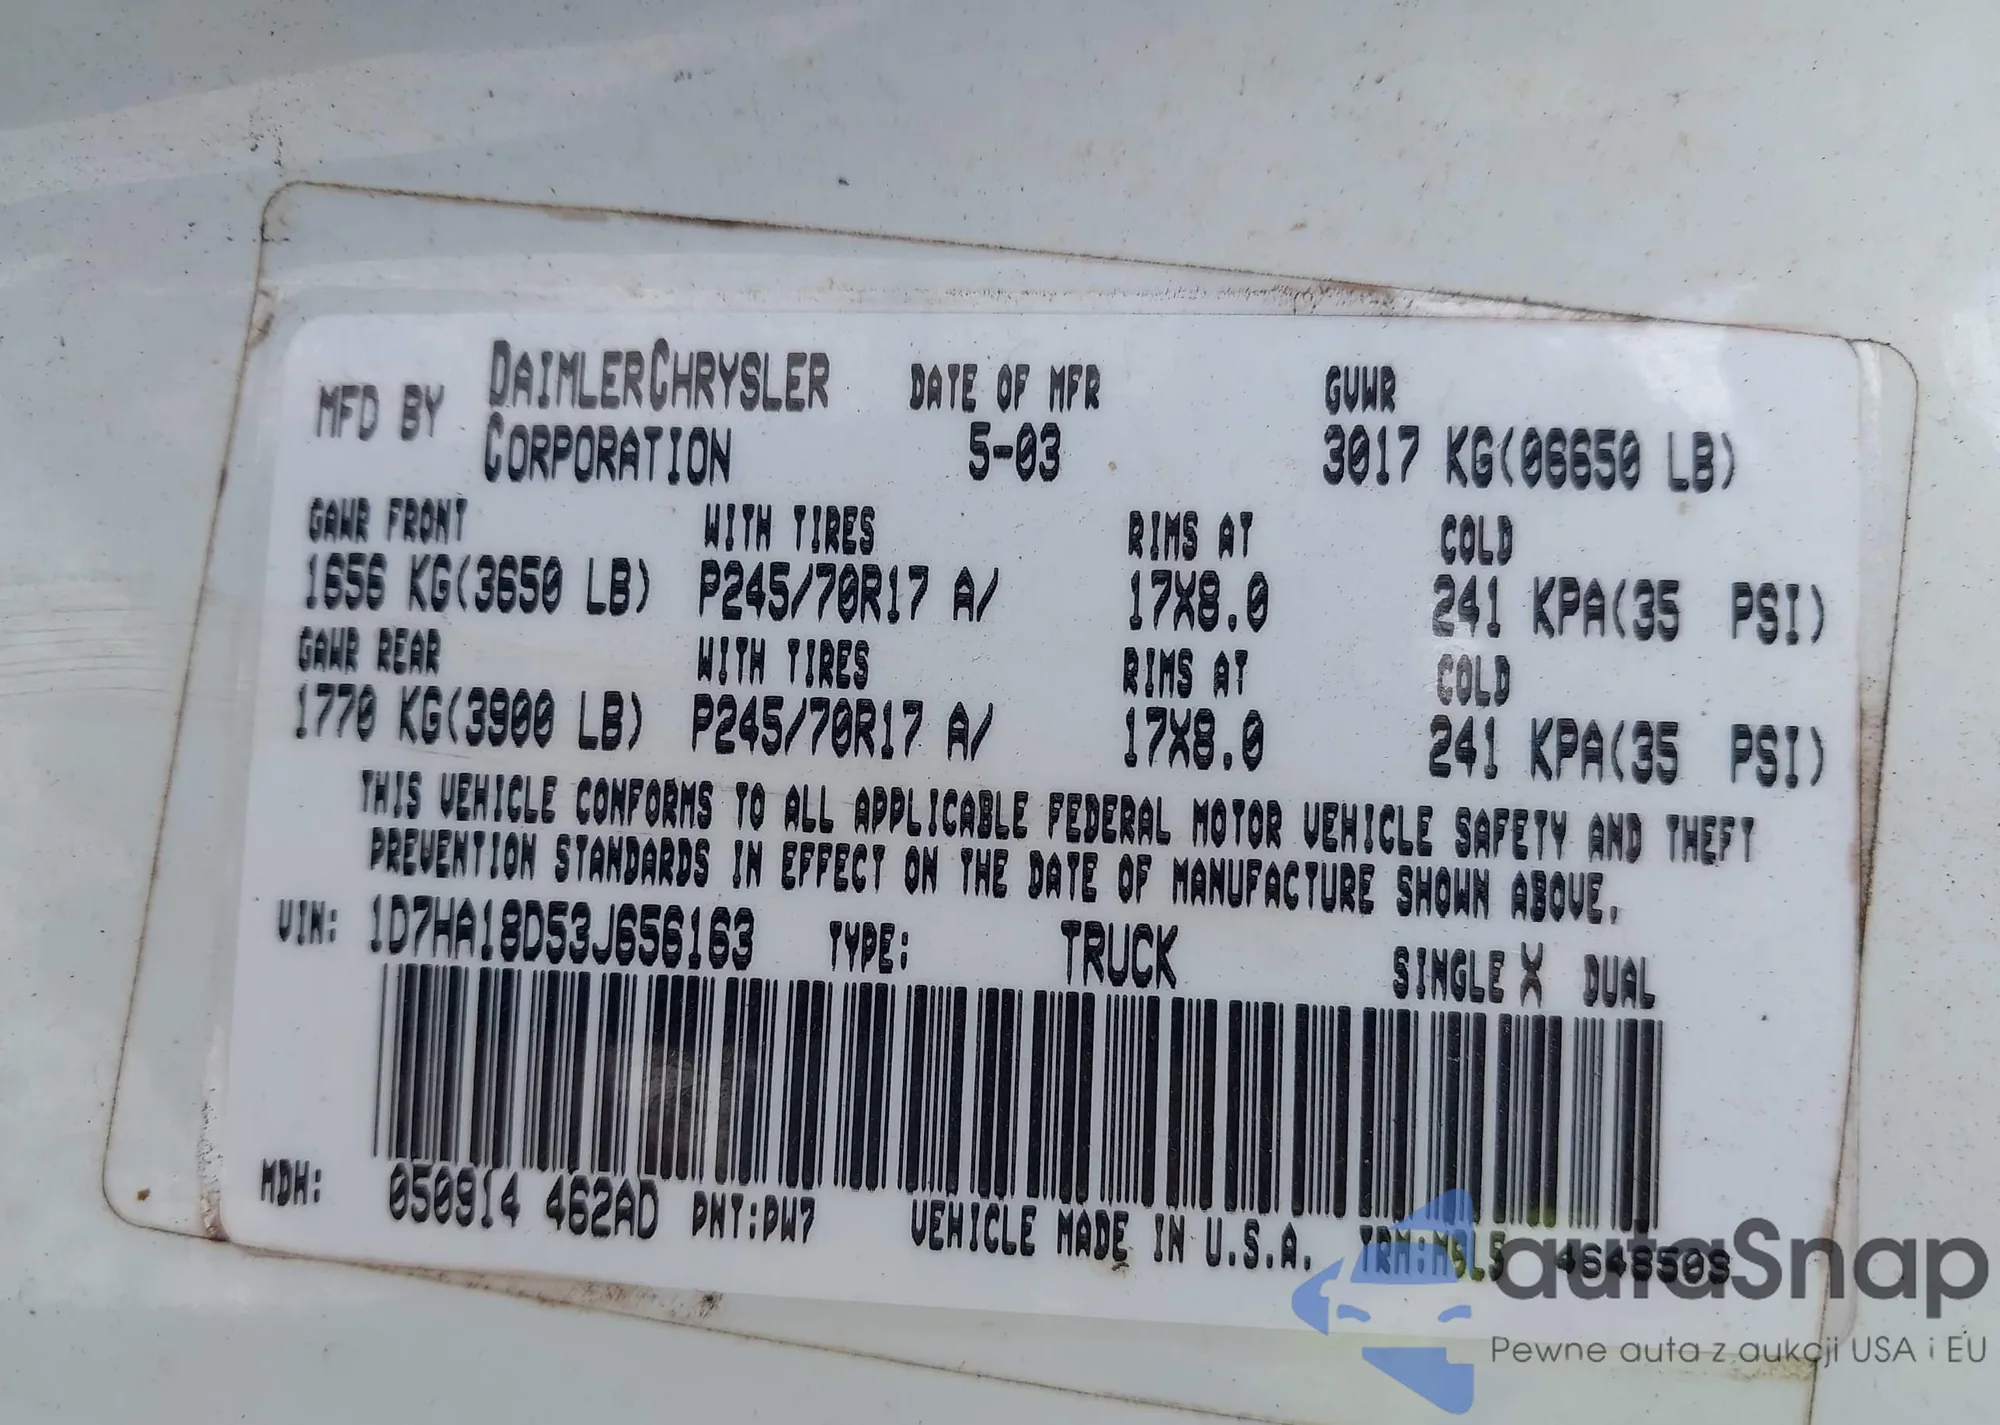 MFD BY DAIMLERCHRYSLER CORPORATION
DATE OF MFR
5-03
GVWR
3017 KG(06650 LB)
GAWR FRONT WITH TIRES RIMS AT COLD
1656 KG(3650 LB) P245/70R17 A/ 17X8.0 241 KPA(35 PSI)
GAWR REAR WITH TIRES RIMS AT COLD
1770 KG(3900 LB) P245/70R17 A/ 17X8.0 241 KPA(35 PSI)
THIS VEHICLE CONFORMS TO ALL APPLICABLE FEDERAL MOTOR VEHICLE SAFETY AND THEFT
PREVENTION STANDARDS IN EFFECT ON THE DATE OF MANUFACTURE SHOWN ABOVE.
VIN: 1D7HA18D53J656163 TYPE: TRUCK SINGLE X DUAL
MDH: 050914 462AD PNT:PW7 VEHICLE MADE IN U.S.A.
autaSnap
Pewne auta z aukcji USA i EU